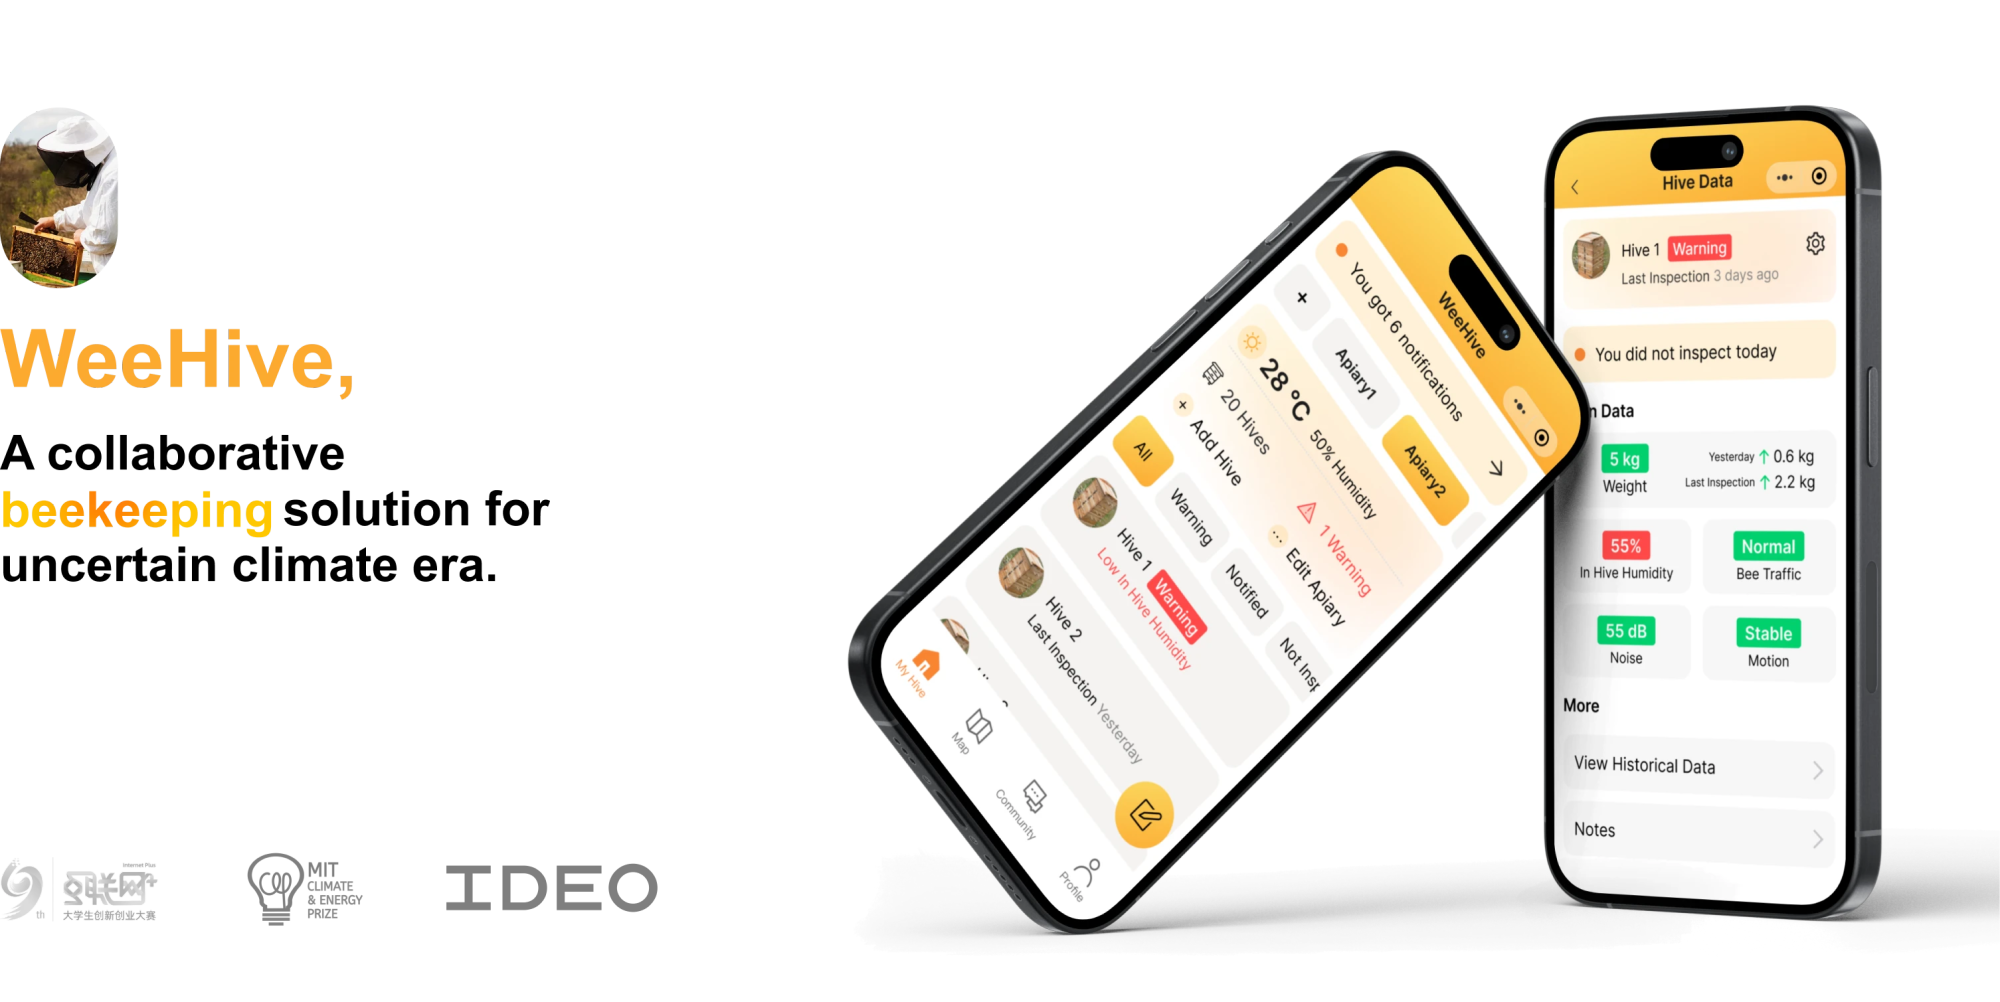 WeeHive,
A collaborative
beekeeping solution for
uncertain climate era.
9 th
Internet Plus
互联网+
大学生创新创业大赛
cep
MIT
CLIMATE
& ENERGY
PRIZE
IDEO
WeeHive
You got 6 notifications
+
Apiary1
Apiary2
28 °C
50% Humidity
20 Hives
1 Warning
+ Add Hive
Edit Apiary
All
Warning
Notified
Not Insp
Hive 1 Warning
Low In Hive Humidity
Hive 2
Last Inspection Yesterday
My Hive
Map
Community
Profile
Hive Data
Hive 1 Warning
Last Inspection 3 days ago
You did not inspect today
n Data
5 kg
Weight
Yesterday ↑ 0.6 kg
Last Inspection ↑ 2.2 kg
55%
In Hive Humidity
Normal
Bee Traffic
55 dB
Noise
Stable
Motion
More
View Historical Data
Notes